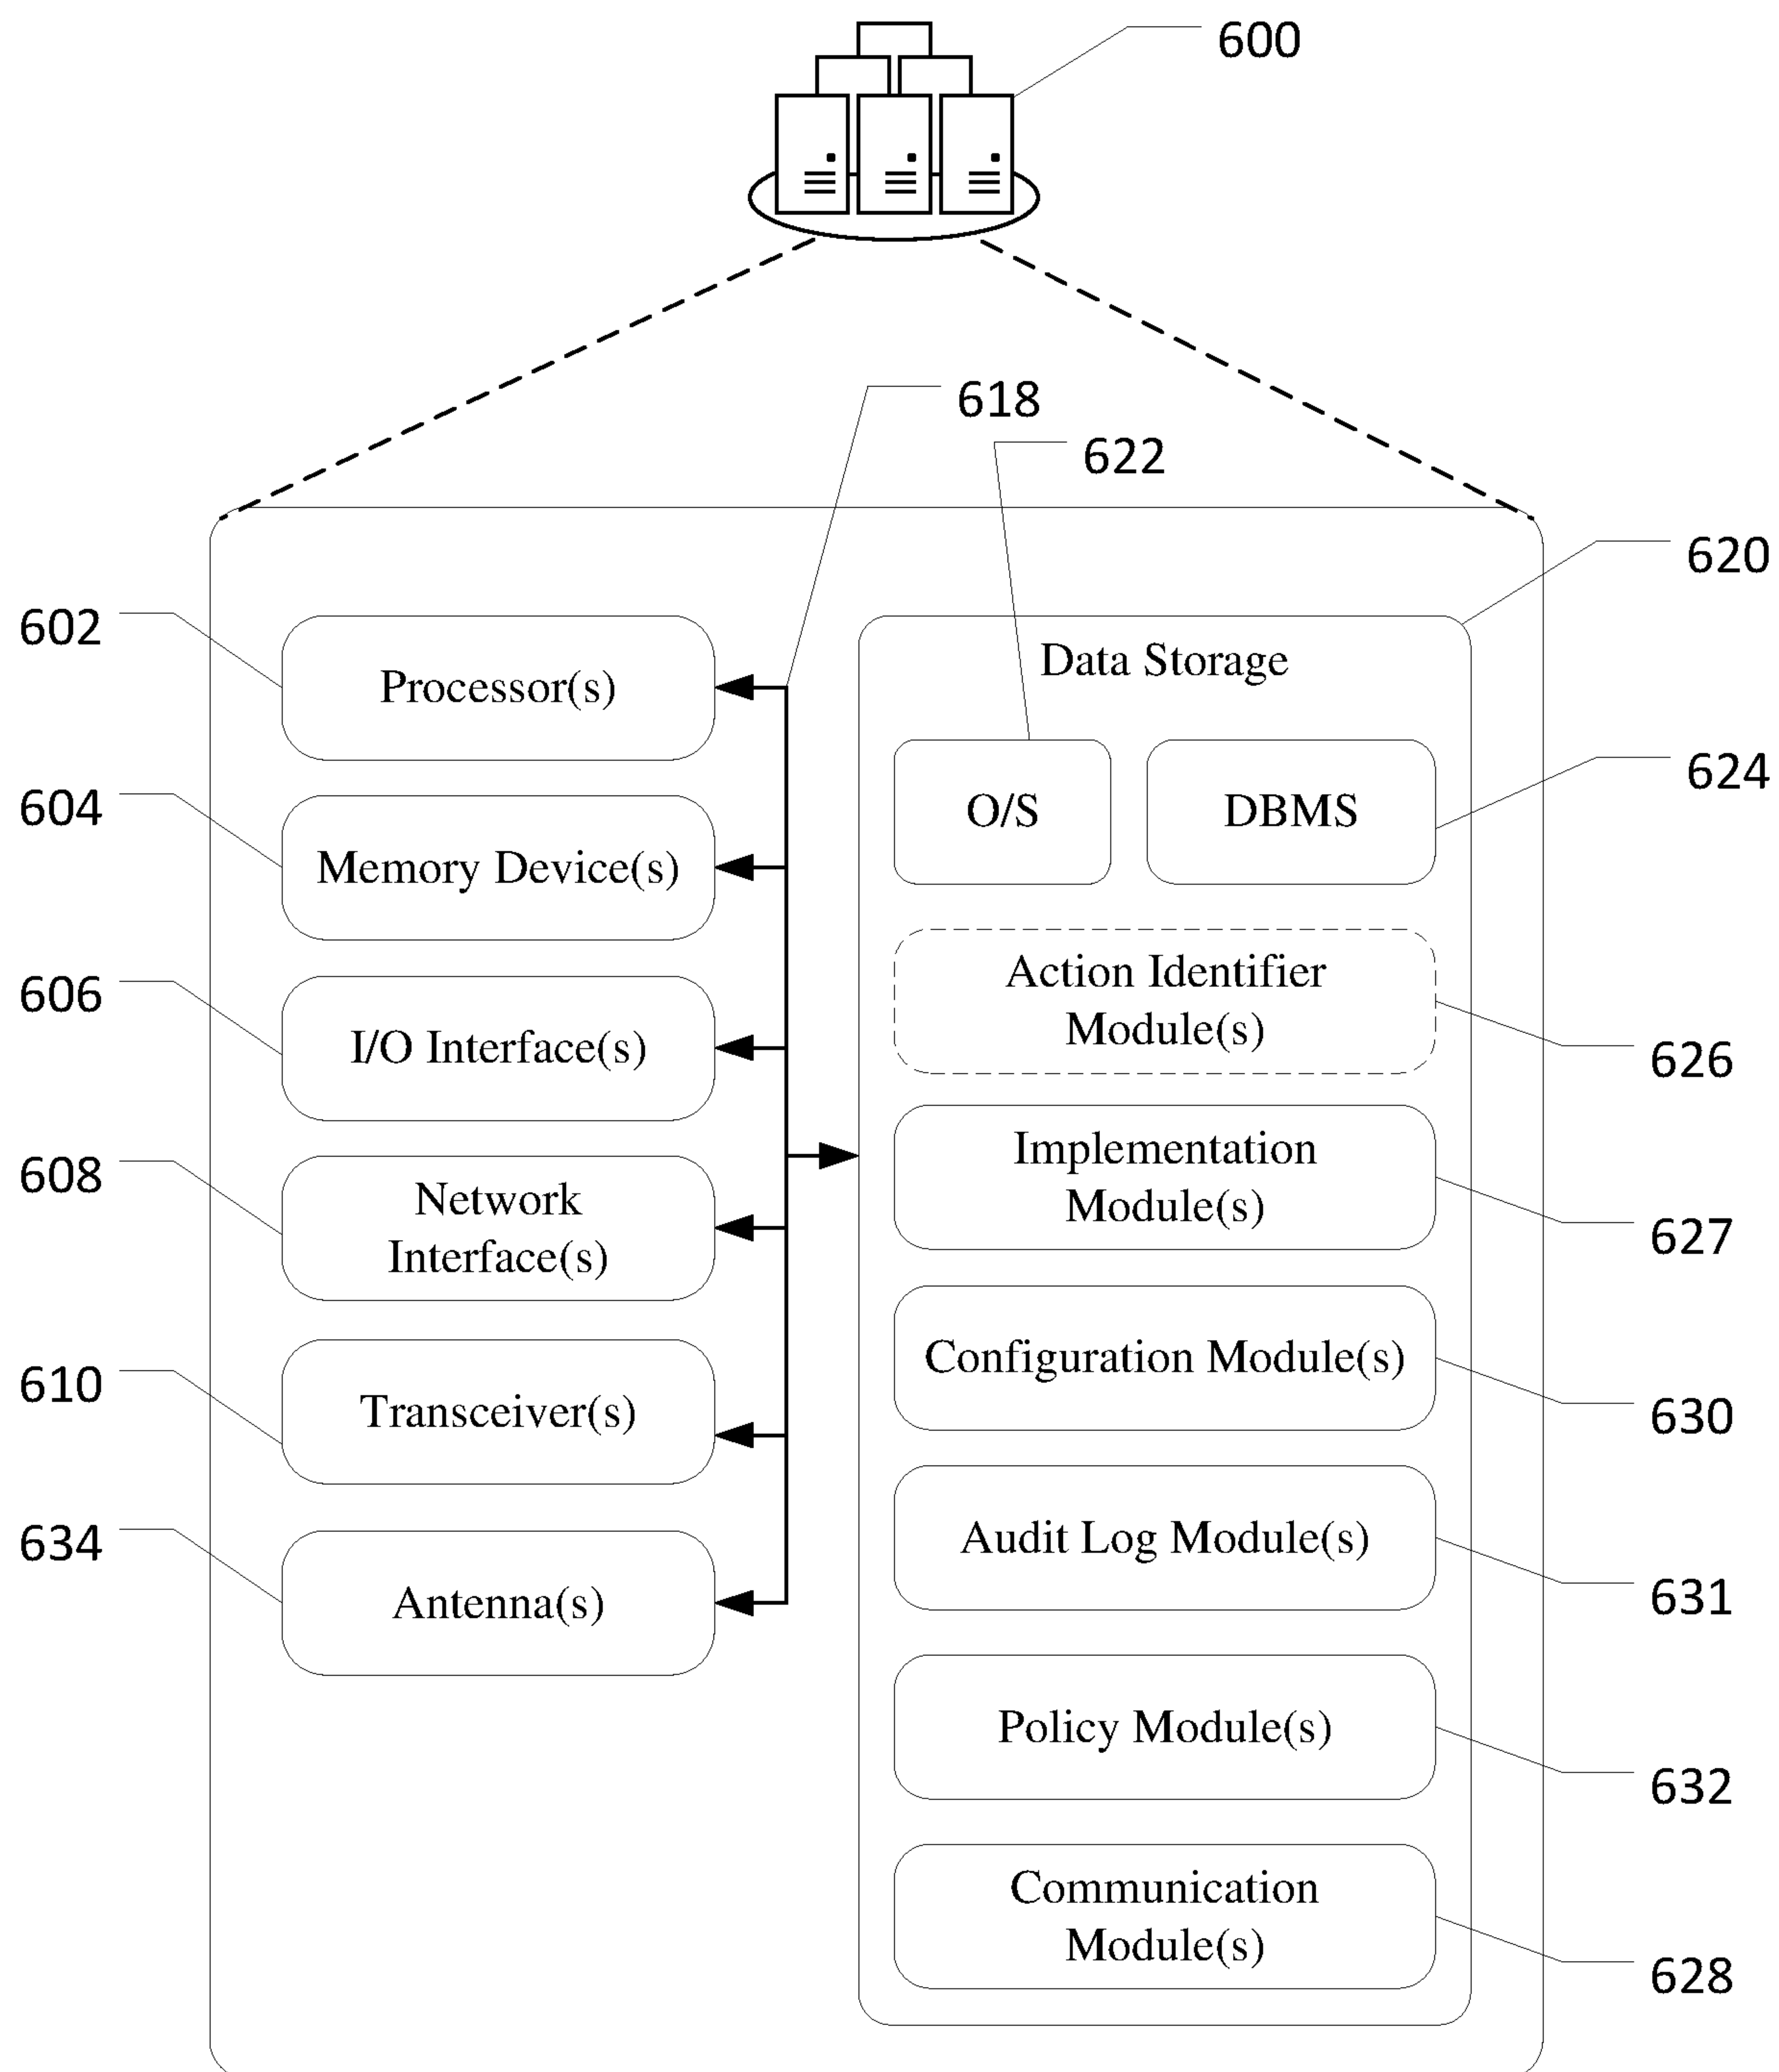 600
618
622
620
602
Processor(s)
Data Storage
624
O/S
DBMS
604
Memory Device(s)
606
I/O Interface(s)
Action Identifier
Module(s)
626
608
Network
Interface(s)
Implementation
Module(s)
627
610
Transceiver(s)
Configuration Module(s)
630
634
Antenna(s)
Audit Log Module(s)
631
Policy Module(s)
632
Communication
Module(s)
628